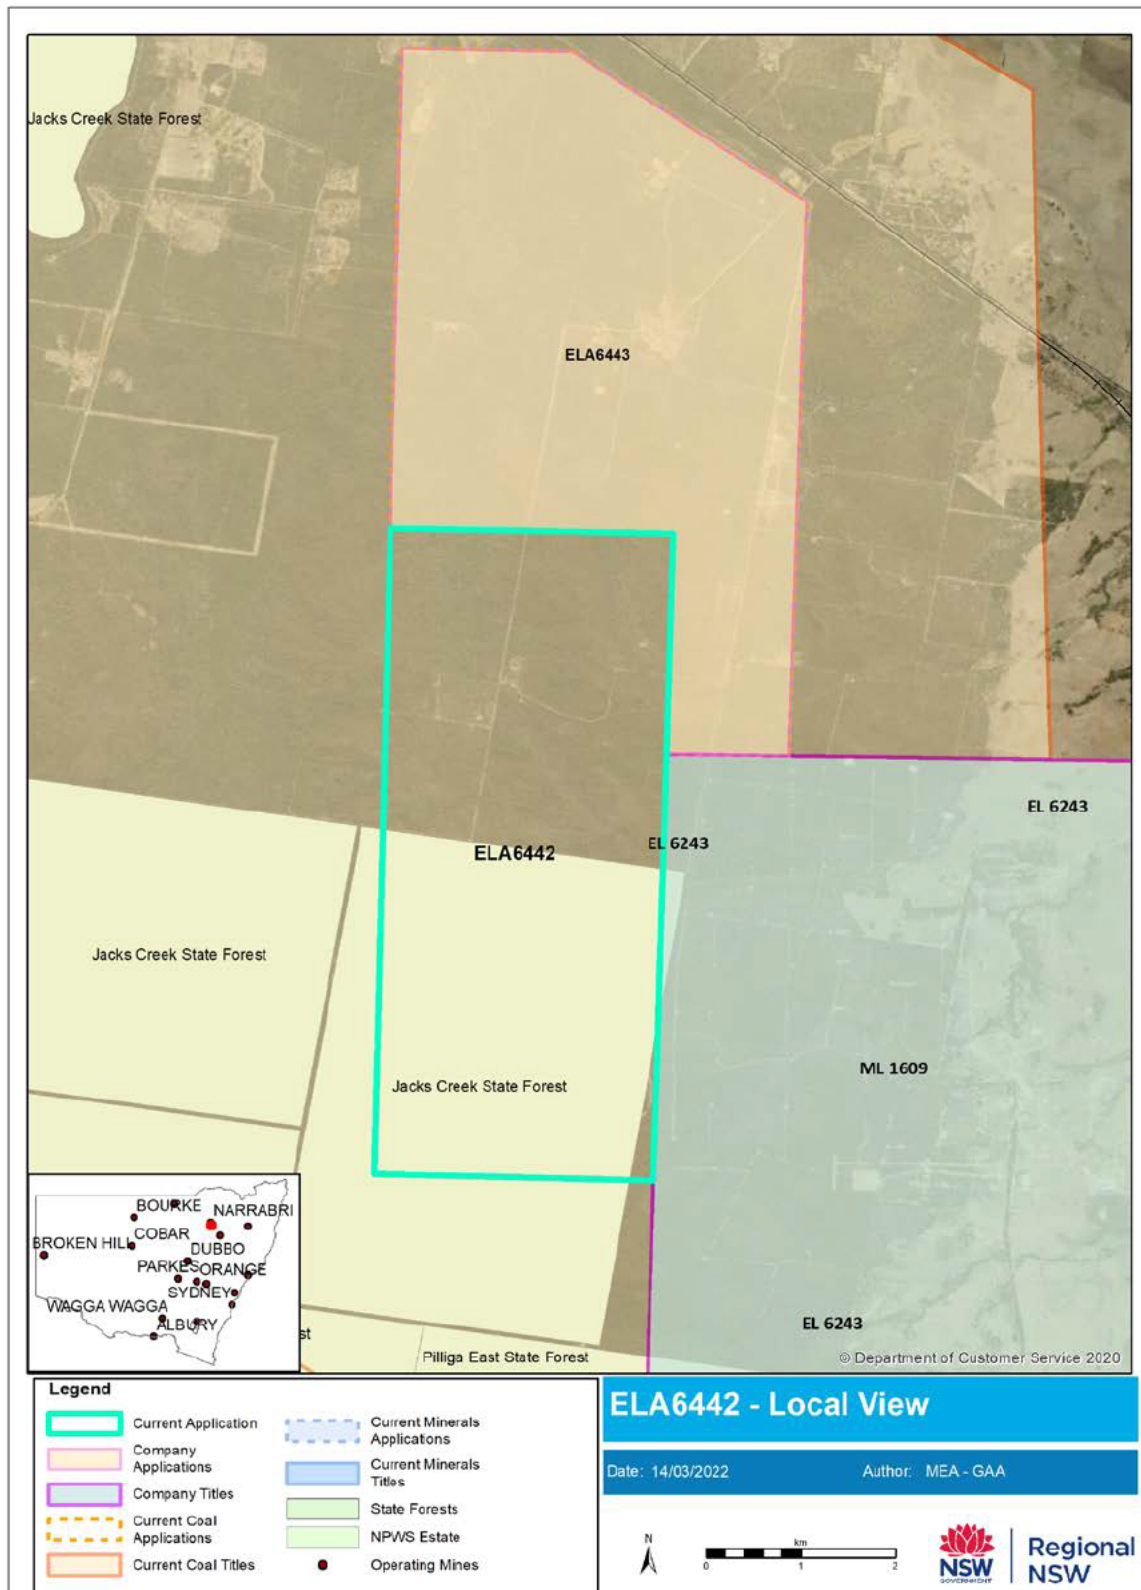 Jacks Creek State Forest
ELA6443
EL 6243
EL 6243
ELA6442
Jacks Creek State Forest
ML 1609
Jacks Creek State Forest
BOURKE
NARRABRI
COBAR
BROKEN HILL
DUBBO
PARKES
ORANGE
SYDNEY
WAGGA WAGGA
ALBURY
EL 6243
st
Pilliga East State Forest
© Department of Customer Service 2020
Legend
Current Application
Company
Applications
Company Titles
Current Coal
Applications
Current Coal Titles
Current Minerals
Applications
Current Minerals
Titles
State Forests
NPWS Estate
Operating Mines
ELA6442 - Local View
Date: 14/03/2022
Author: MEA - GAA
N
km
0
1
2
NSW
GOVERNMENT
Regional
NSW